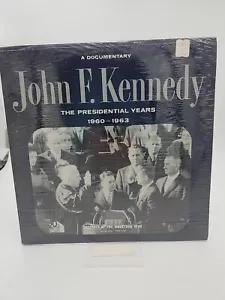 A DOCUMENTARY
John F. Kennedy
THE PRESIDENTIAL YEARS
1960-1963